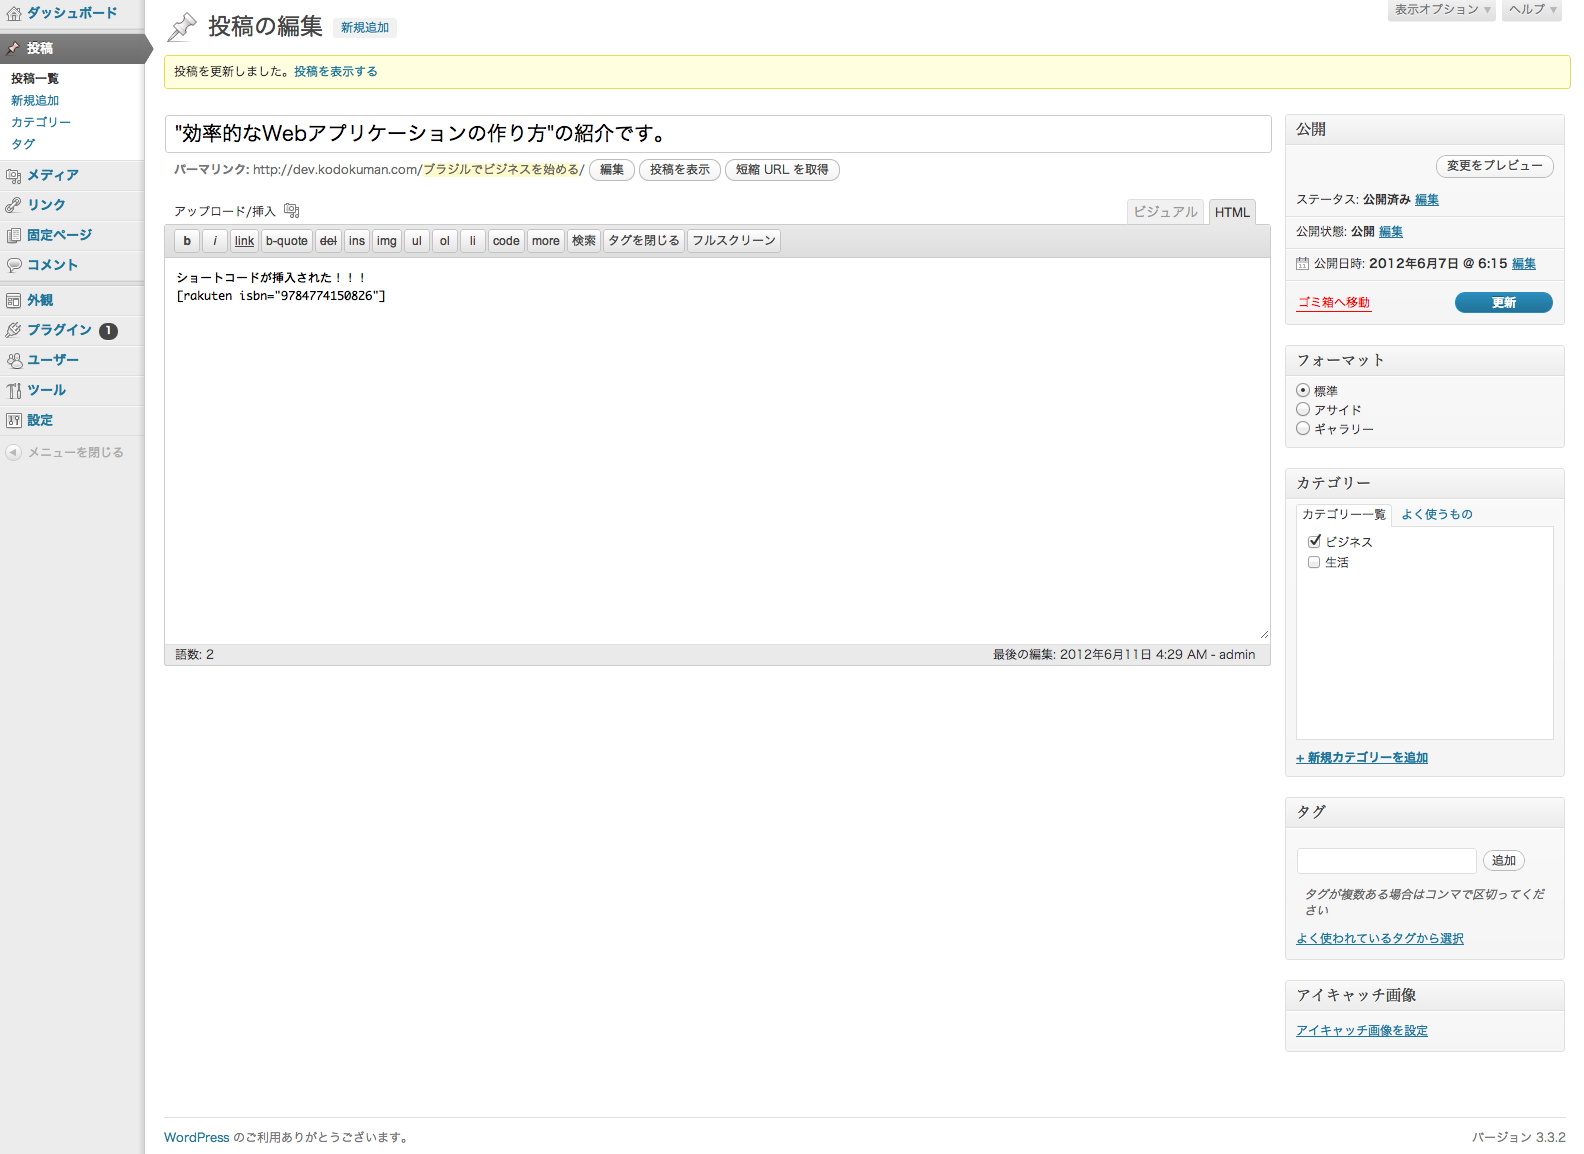 ダッシュボード
投稿
投稿一覧
新規追加
カテゴリー
タグ
メディア
リンク
固定ページ
コメント
外観
プラグイン 1
ユーザー
ツール
設定
メニューを閉じる
表示オプション ヘルプ
投稿の編集 新規追加
投稿を更新しました。投稿を表示する
"効率的なWebアプリケーションの作り方"の紹介です。
パーマリンク: http://dev.kodokuman.com/ブラジルでビジネスを始める/ 編集 投稿を表示 短縮 URL を取得
アップロード/挿入 ビジュアル HTML
b i link b-quote del ins img ul ol li code more 検索 タグを閉じる フルスクリーン
ショートコードが挿入された！！！
[rakuten isbn="9784774150826"]
語数: 2 最後の編集: 2012年6月11日 4:29 AM - admin
公開
変更をプレビュー
ステータス: 公開済み 編集
公開状態: 公開 編集
公開日時: 2012年6月7日 @ 6:15 編集
ゴミ箱へ移動 更新
フォーマット
標準
アサイド
ギャラリー
カテゴリー
カテゴリー一覧 よく使うもの
ビジネス
生活
+ 新規カテゴリーを追加
タグ
追加
タグが複数ある場合はコンマで区切ってくだ
さい
よく使われているタグから選択
アイキャッチ画像
アイキャッチ画像を設定
WordPress のご利用ありがとうございます。 バージョン 3.3.2